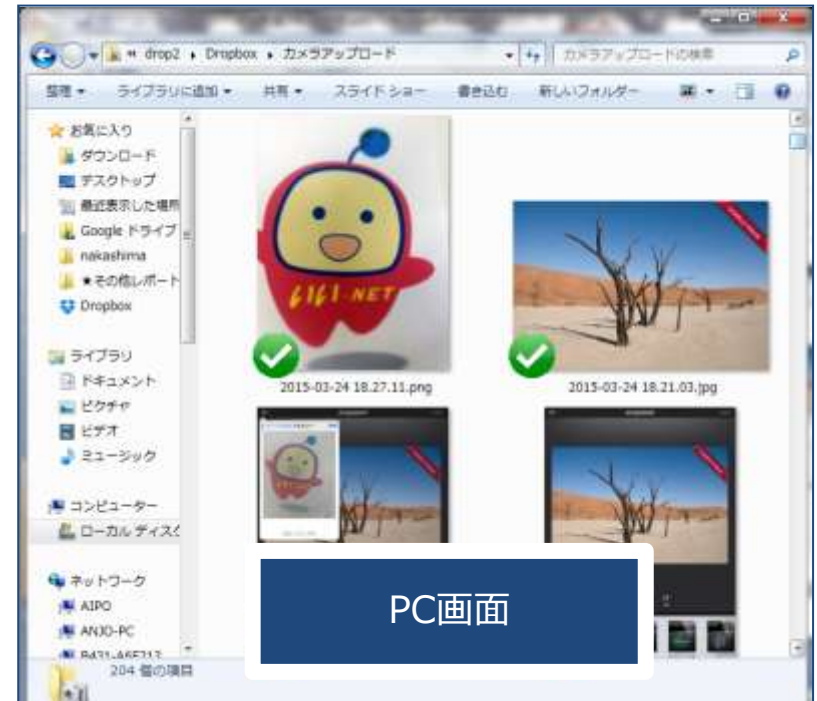 drop2 ▸ Dropbox ▸ カメラアップロード
カメラアップロードの検索
整理 ライブラリに追加 共有 スライド ショー 書き込む 新しいフォルダー
お気に入り
ダウンロード
デスクトップ
最近表示した場所
Google ドライブ
nakashima
★その他レポート
Dropbox
ライブラリ
ドキュメント
ピクチャ
ビデオ
ミュージック
コンピューター
ローカル ディスク
ネットワーク
AIPO
ANJO-PC
6161-NET
2015-03-24 18.27.11.png
2015-03-24 18.21.03.jpg
PC画面
204 個の項目